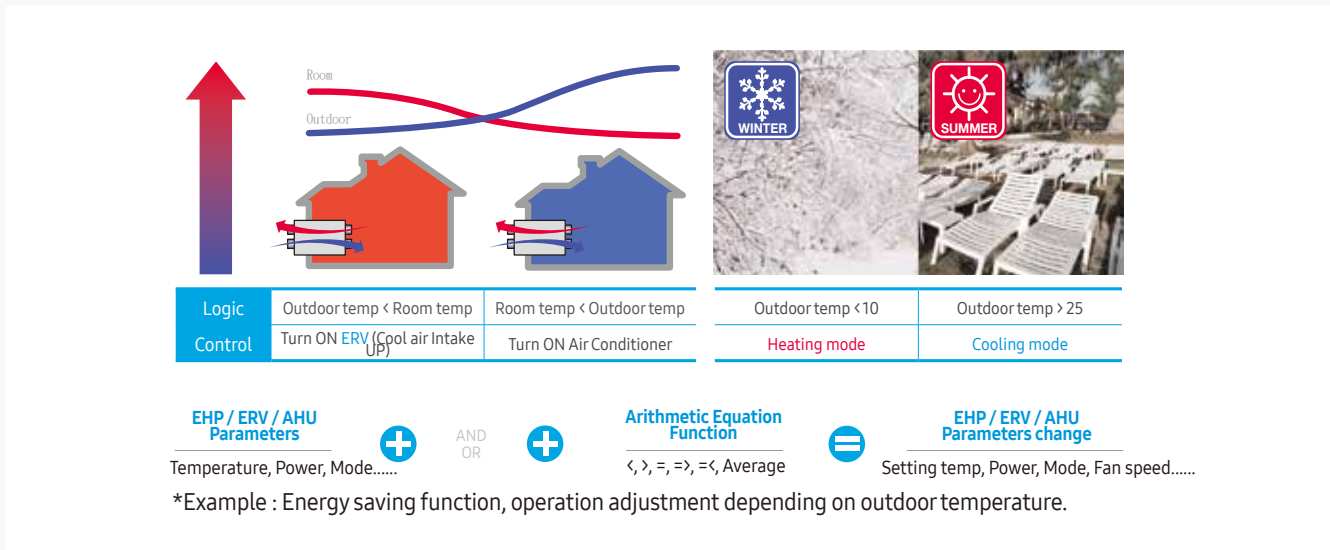 Room
Outdoor
WINTER
SUMMER
Logic
Outdoor temp < Room temp
Room temp < Outdoor temp
Outdoor temp < 10
Outdoor temp > 25
Control
Turn ON ERV (Cool air Intake
UP)
Turn ON Air Conditioner
Heating mode
Cooling mode
EHP / ERV / AHU
Parameters
Temperature, Power, Mode......
AND
OR
Arithmetic Equation
Function
<, >, =, =>, =<, Average
EHP / ERV / AHU
Parameters change
Setting temp, Power, Mode, Fan speed......
*Example : Energy saving function, operation adjustment depending on outdoor temperature.